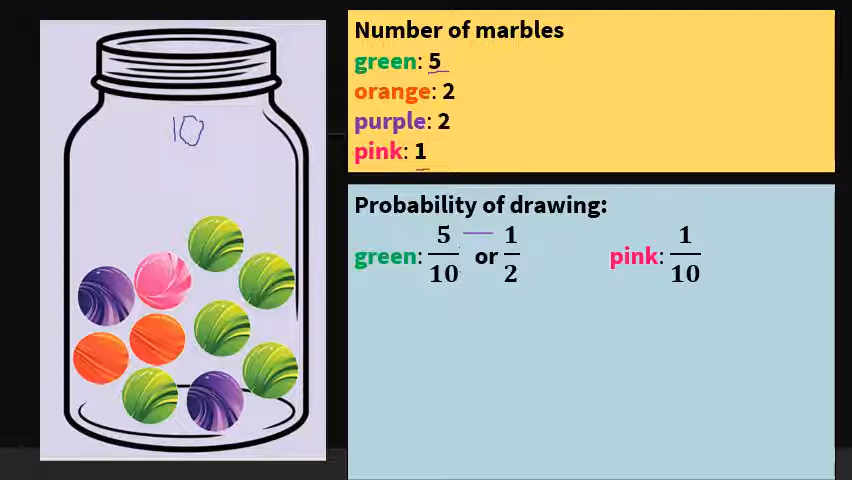 10
Number of marbles
green: 5
orange: 2
purple: 2
pink: 1
Probability of drawing:
green: 5/10 or 1/2
pink: 1/10